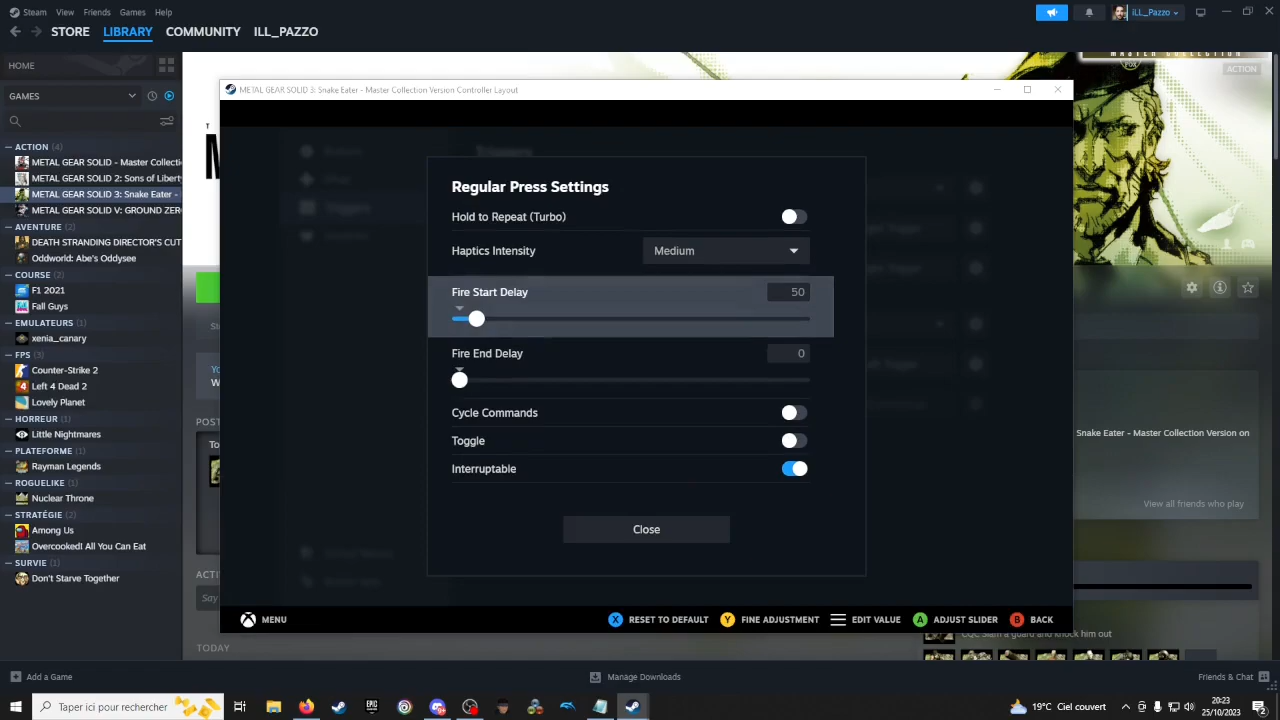 Steam View Friends Games Help
iLL_Pazzo
STORE LIBRARY COMMUNITY ILL_PAZZO
HOME
ACTION
METAL GEAR SOLID 3: Snake Eater - Master Collection Version Controller Layout
GAMES
ACTION (4)
METAL GEAR SOLID - Master Collecti
METAL GEAR SOLID 2: Sons of Libert
METAL GEAR SOLID 3: Snake Eater -
METAL GEAR SOLID V: GROUND ZER
AVENTURE (2)
DEATH STRANDING DIRECTOR'S CUT
Oddworld: Abe's Oddysee
COURSE (2)
F1 2021
Fall Guys
EMULATEURS (1)
xenia_canary
FPS (3)
Counter-Strike 2
Left 4 Dead 2
Lovely Planet
HORREUR (1)
Little Nightmares
PLATEFORME (1)
Rayman Legends
ROGUELIKE (1)
Nuclear Throne
STRATÉGIE (2)
Among Us
Overcooked! All You Can Eat
SURVIE (1)
Don't Starve Together
Regular Press Settings
Hold to Repeat (Turbo)
Haptics Intensity Medium
Fire Start Delay 50
Fire End Delay 0
Cycle Commands
Toggle
Interruptable
Close
MENU RESET TO DEFAULT FINE ADJUSTMENT EDIT VALUE ADJUST SLIDER BACK
POST
To
ACTI
Say
TODAY
Snake Eater - Master Collection Version on
View all friends who play
CQC Slam a guard and knock him out
Add a Game Manage Downloads Friends & Chat
Taper ici pour rechercher
19°C Couvert
20:23
25/10/2023